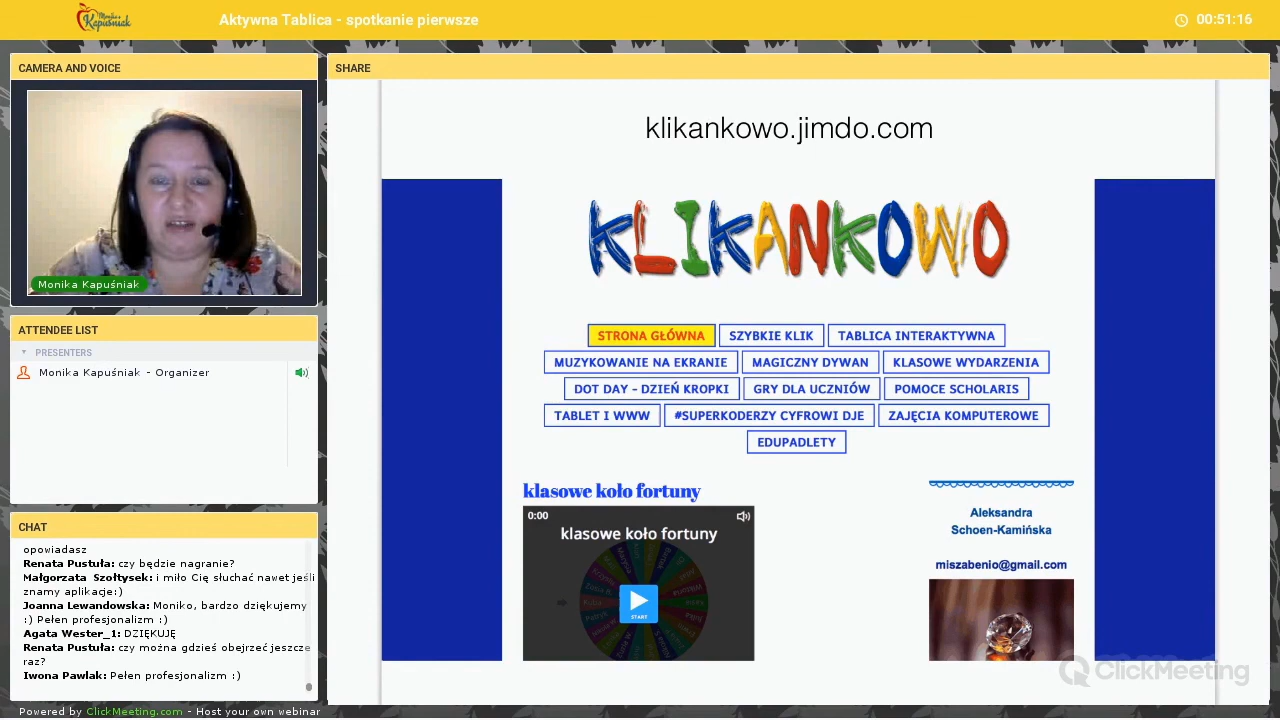 Monika
Kapuśniak
Aktywna Tablica - spotkanie pierwsze
00:51:16
CAMERA AND VOICE
Monika Kapuśniak
ATTENDEE LIST
PRESENTERS
Monika Kapuśniak - Organizer
CHAT
opowiadasz
Renata Pustuła: czy będzie nagranie?
Małgorzata Szołtysek: i miło Cię słuchać nawet jeśli
znamy aplikacje:)
Joanna Lewandowska: Moniko, bardzo dziękujemy
:) Pełen profesjonalizm :)
Agata Wester_1: DZIĘKUJĘ
Renata Pustuła: czy można gdzieś obejrzeć jeszcze
raz?
Iwona Pawlak: Pełen profesjonalizm :)
Powered by ClickMeeting.com - Host your own webinar
SHARE
klikankowo.jimdo.com
KLIKANKOWO
STRONA GŁÓWNA SZYBKIE KLIK TABLICA INTERAKTYWNA
MUZYKOWANIE NA EKRANIE MAGICZNY DYWAN KLASOWE WYDARZENIA
DOT DAY - DZIEŃ KROPKI GRY DLA UCZNIÓW POMOCE SCHOLARIS
TABLET I WWW #SUPERKODERZY CYFROWI DJE ZAJĘCIA KOMPUTEROWE
EDUPADLETY
klasowe koło fortuny
0:00
klasowe koło fortuny
START
Aleksandra
Schoen-Kamińska
miszabenio@gmail.com
ClickMeeting